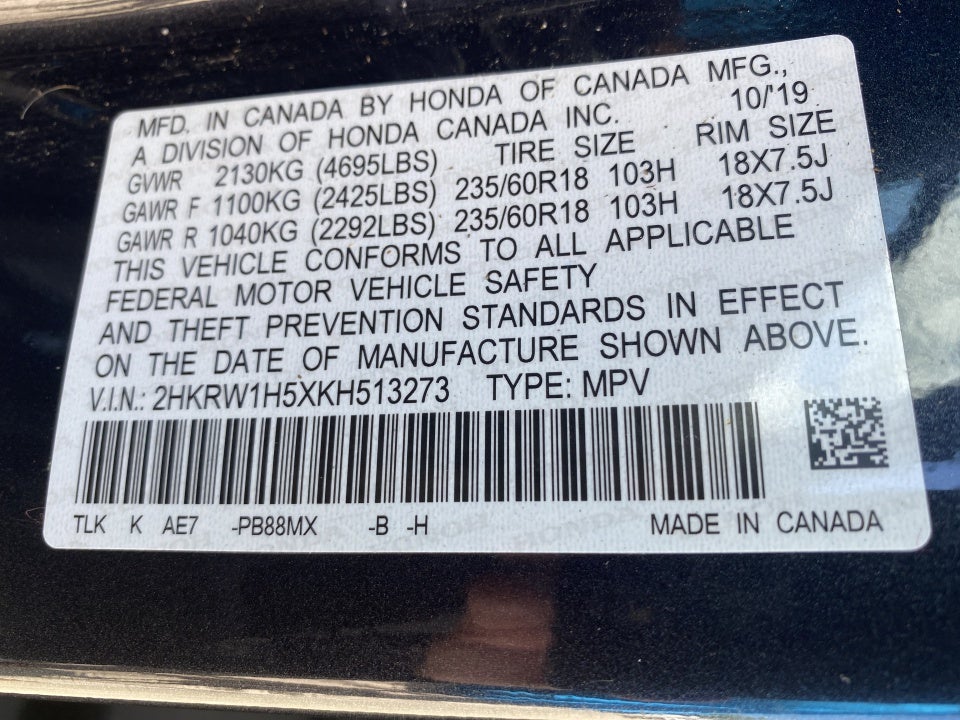 MFD. IN CANADA BY HONDA OF CANADA MFG.,
A DIVISION OF HONDA CANADA INC. 10/'19
GVWR 2130KG (4695LBS) TIRE SIZE RIM SIZE
GAWR F 1100KG (2425LBS) 235/60R18 103H 18X7.5J
GAWR R 1040KG (2292LBS) 235/60R18 103H 18X7.5J
THIS VEHICLE CONFORMS TO ALL APPLICABLE
FEDERAL MOTOR VEHICLE SAFETY
AND THEFT PREVENTION STANDARDS IN EFFECT
ON THE DATE OF MANUFACTURE SHOWN ABOVE.
V.I.N.: 2HKRW1H5XKH513273 TYPE: MPV
TLK K AE7 -PB88MX -B -H MADE IN CANADA